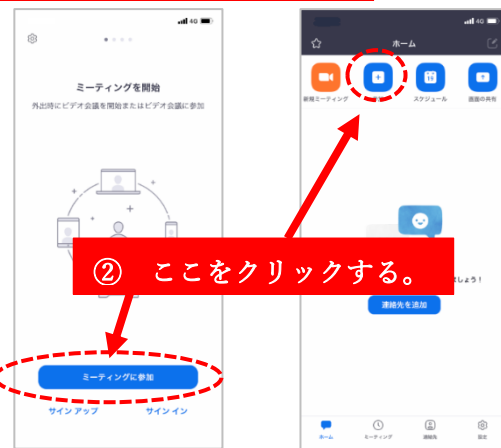 4G
ミーティングを開始
外出時にビデオ会議を開始またはビデオ会議に参加
ミーティングに参加
サイン アップ
サイン イン
4G
ホーム
新規ミーティング
スケジュール
画面の共有
② ここをクリックする。
しょう！
連絡先を追加
ホーム
ミーティング
連絡先
設定